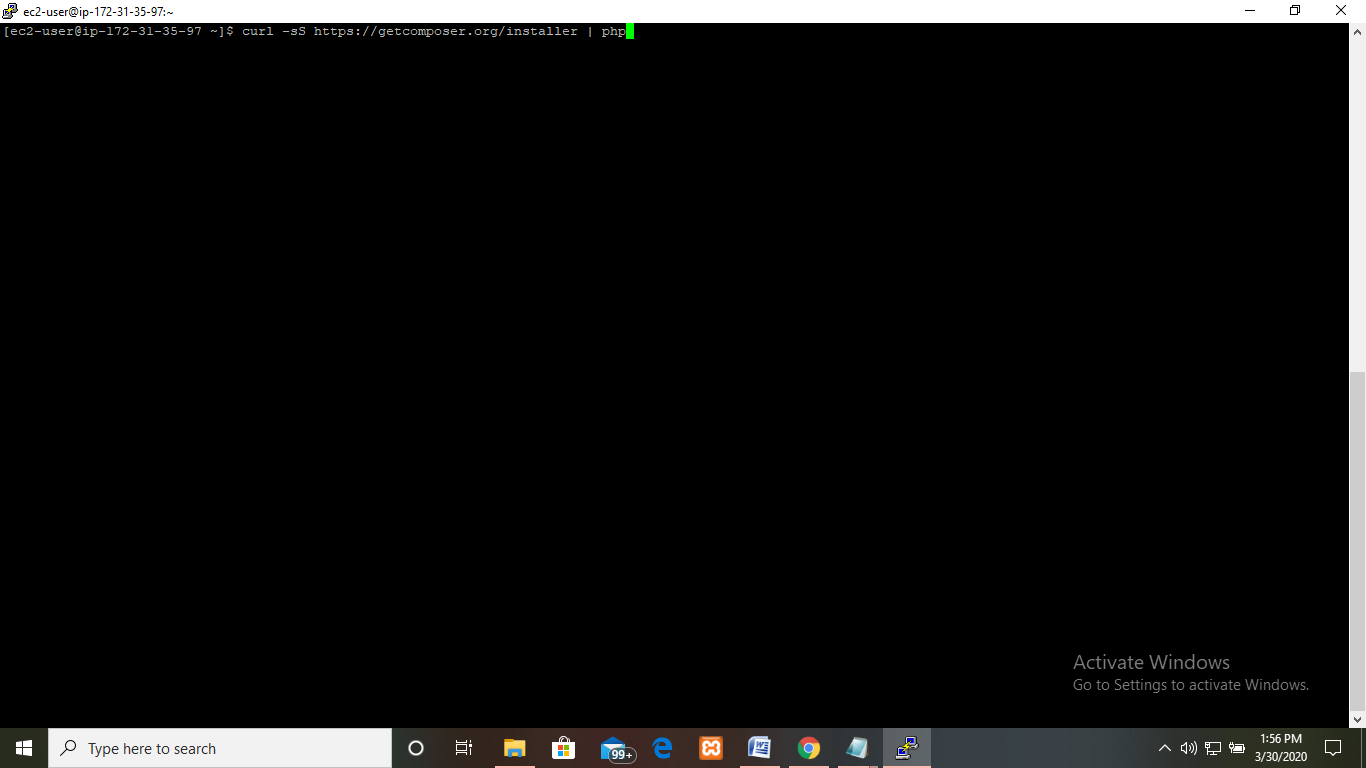 ec2-user@ip-172-31-35-97:~
[ec2-user@ip-172-31-35-97 ~]$ curl -sS https://getcomposer.org/installer | php
Activate Windows
Go to Settings to activate Windows.
Type here to search
99+
1:56 PM
3/30/2020